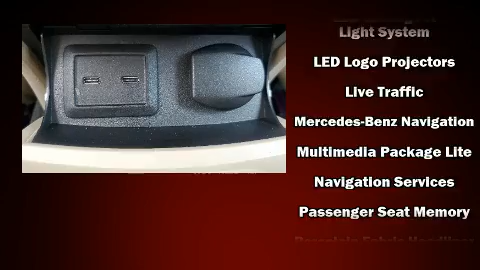 Light System
LED Logo Projectors
Live Traffic
Mercedes-Benz Navigation
Multimedia Package Lite
Navigation Services
Passenger Seat Memory